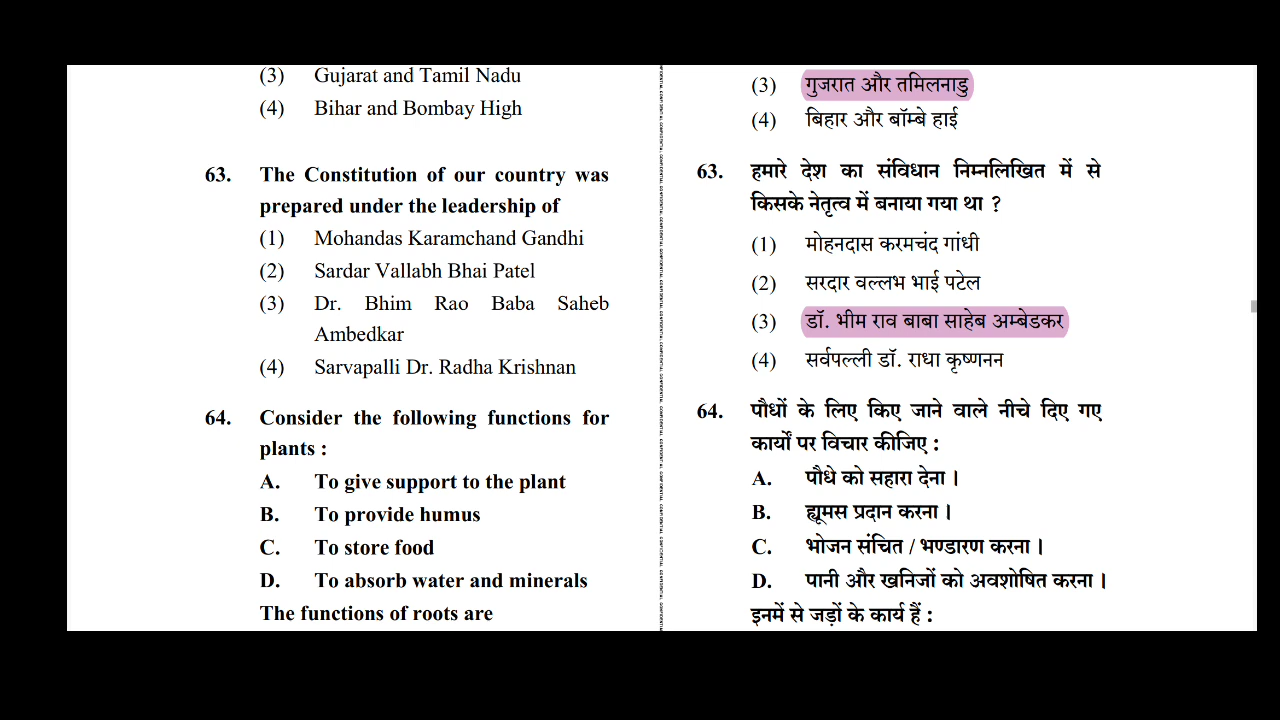 (3) Gujarat and Tamil Nadu
(4) Bihar and Bombay High
63. The Constitution of our country was
prepared under the leadership of
(1) Mohandas Karamchand Gandhi
(2) Sardar Vallabh Bhai Patel
(3) Dr. Bhim Rao Baba Saheb
Ambedkar
(4) Sarvapalli Dr. Radha Krishnan
64. Consider the following functions for
plants :
A. To give support to the plant
B. To provide humus
C. To store food
D. To absorb water and minerals
The functions of roots are
(3) गुजरात और तमिलनाडु
(4) बिहार और बॉम्बे हाई
63. हमारे देश का संविधान निम्नलिखित में से
किसके नेतृत्व में बनाया गया था ?
(1) मोहनदास करमचंद गांधी
(2) सरदार वल्लभ भाई पटेल
(3) डॉ. भीम राव बाबा साहेब अम्बेडकर
(4) सर्वपल्ली डॉ. राधा कृष्णनन
64. पौधों के लिए किए जाने वाले नीचे दिए गए
कार्यों पर विचार कीजिए :
A. पौधे को सहारा देना ।
B. ह्यूमस प्रदान करना ।
C. भोजन संचित / भण्डारण करना ।
D. पानी और खनिजों को अवशोषित करना ।
इनमें से जड़ों के कार्य हैं :